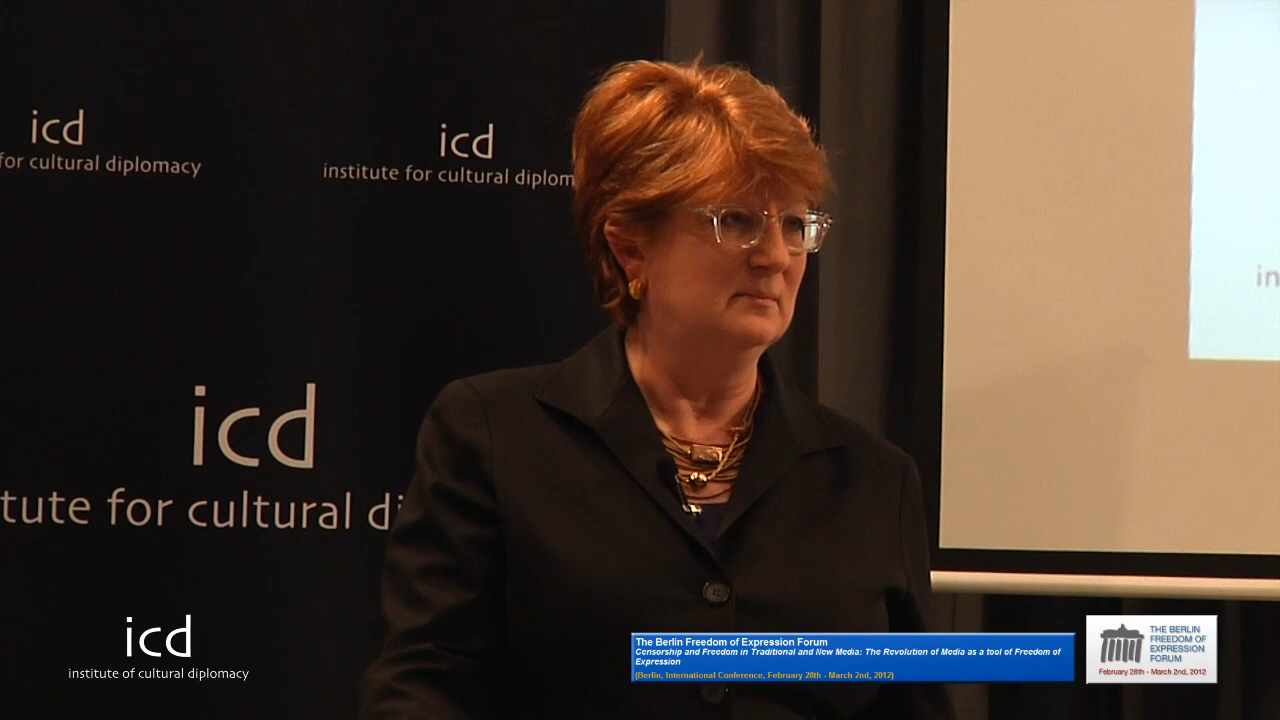 icd
for cultural diplomacy
icd
institute for cultural diplom
icd
tute for cultural di
in
icd
institute of cultural diplomacy
The Berlin Freedom of Expression Forum
Censorship and Freedom in Traditional and New Media: The Revolution of Media as a tool of Freedom of
Expression
(Berlin, International Conference, February 28th - March 2nd, 2012)
THE BERLIN
FREEDOM OF
EXPRESSION
FORUM
February 28th - March 2nd, 2012